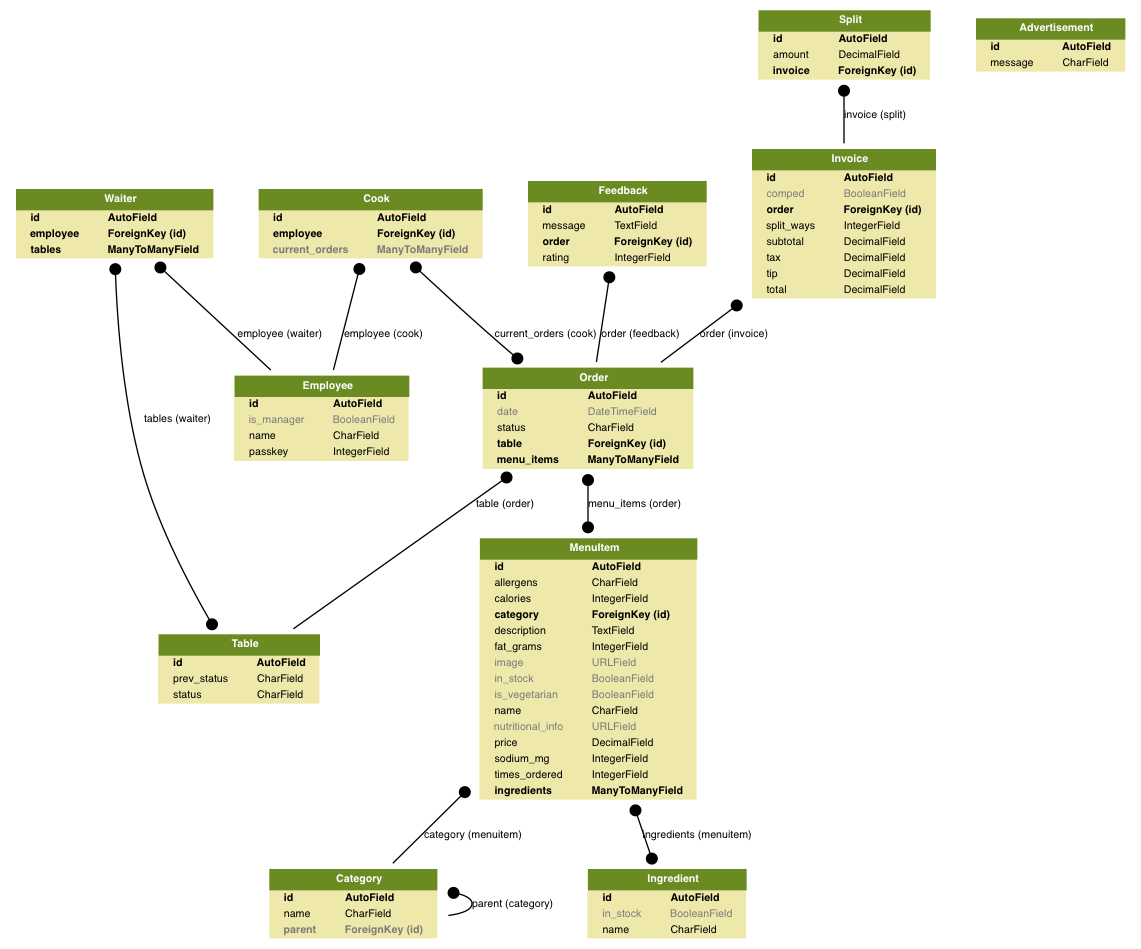 Split
id AutoField
amount DecimalField
invoice ForeignKey (id)
Advertisement
id AutoField
message CharField
invoice (split)
Invoice
id AutoField
comped BooleanField
order ForeignKey (id)
split_ways IntegerField
subtotal DecimalField
tax DecimalField
tip DecimalField
total DecimalField
Waiter
id AutoField
employee ForeignKey (id)
tables ManyToManyField
Cook
id AutoField
employee ForeignKey (id)
current_orders ManyToManyField
Feedback
id AutoField
message TextField
order ForeignKey (id)
rating IntegerField
employee (waiter)
employee (cook)
current_orders (cook)
order (feedback)
order (invoice)
tables (waiter)
Employee
id AutoField
is_manager BooleanField
name CharField
passkey IntegerField
Order
id AutoField
date DateTimeField
status CharField
table ForeignKey (id)
menu_items ManyToManyField
table (order)
menu_items (order)
MenuItem
id AutoField
allergens CharField
calories IntegerField
category ForeignKey (id)
description TextField
fat_grams IntegerField
image URLField
in_stock BooleanField
is_vegetarian BooleanField
name CharField
nutritional_info URLField
price DecimalField
sodium_mg IntegerField
times_ordered IntegerField
ingredients ManyToManyField
Table
id AutoField
prev_status CharField
status CharField
category (menuitem)
ingredients (menuitem)
Category
id AutoField
name CharField
parent ForeignKey (id)
parent (category)
Ingredient
id AutoField
in_stock BooleanField
name CharField